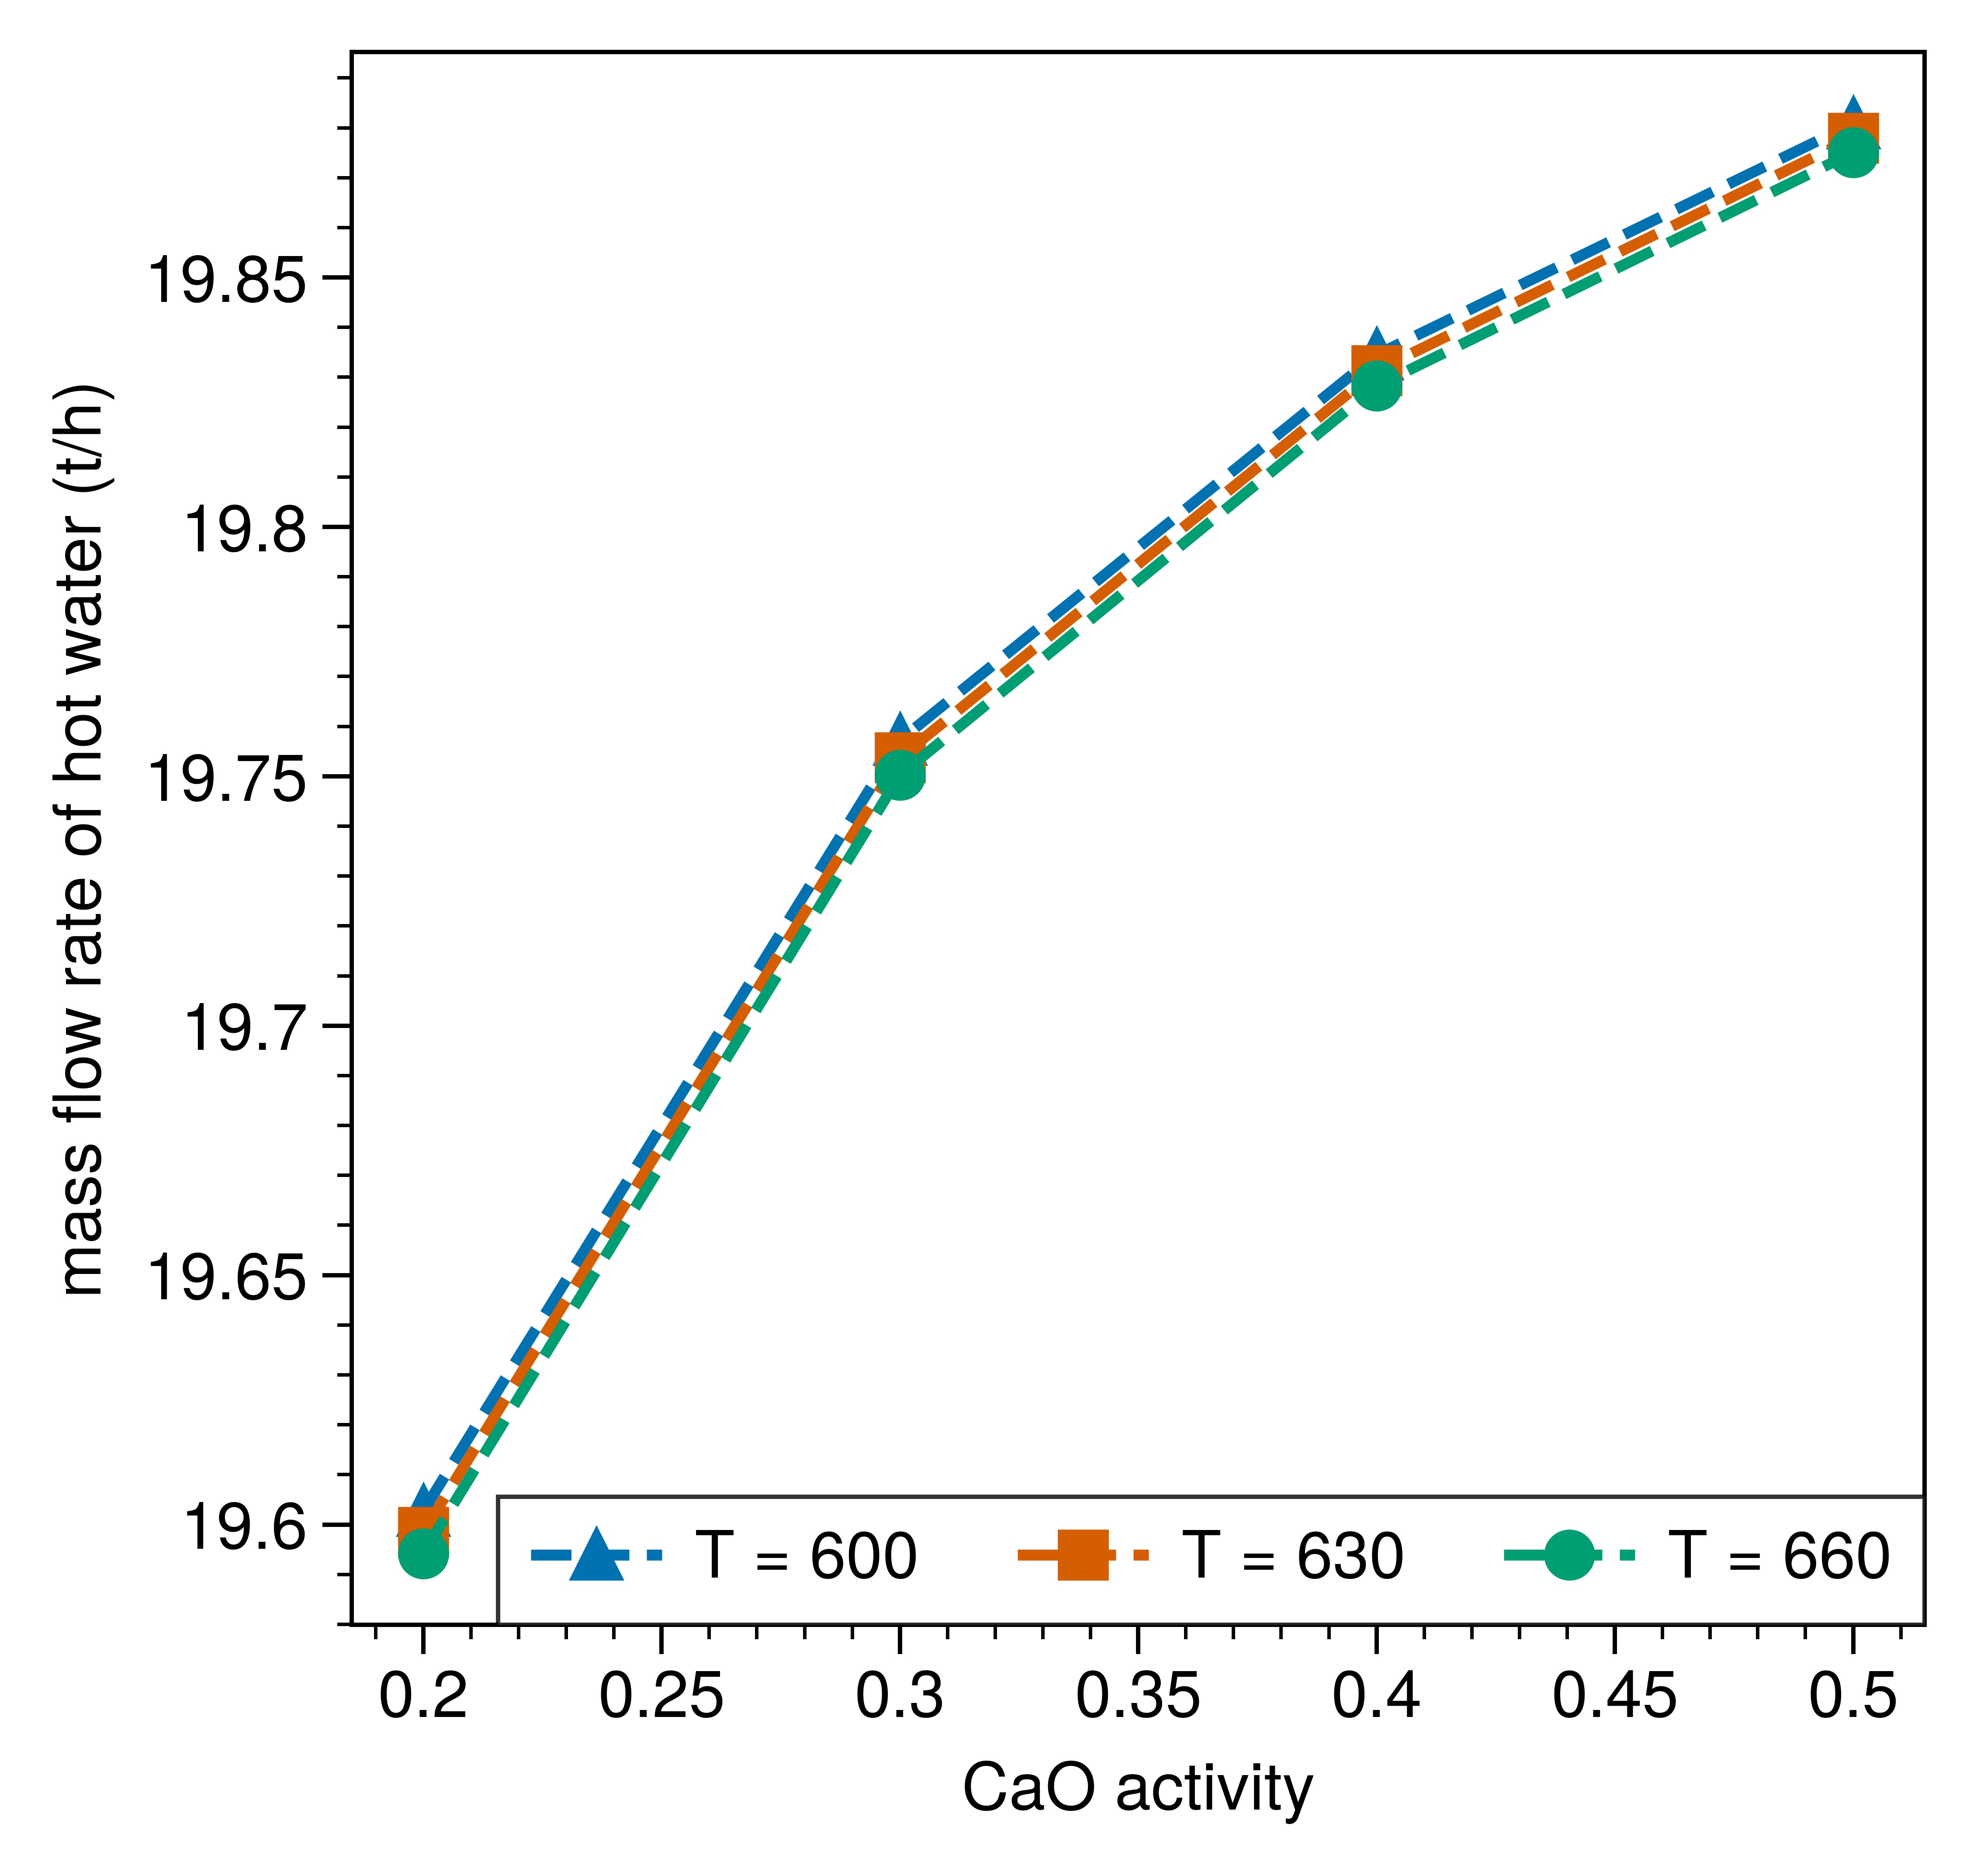 mass flow rate of hot water (t/h)
19.85
19.8
19.75
19.7
19.65
19.6
T = 600
T = 630
T = 660
0.2
0.25
0.3
0.35
0.4
0.45
0.5
CaO activity